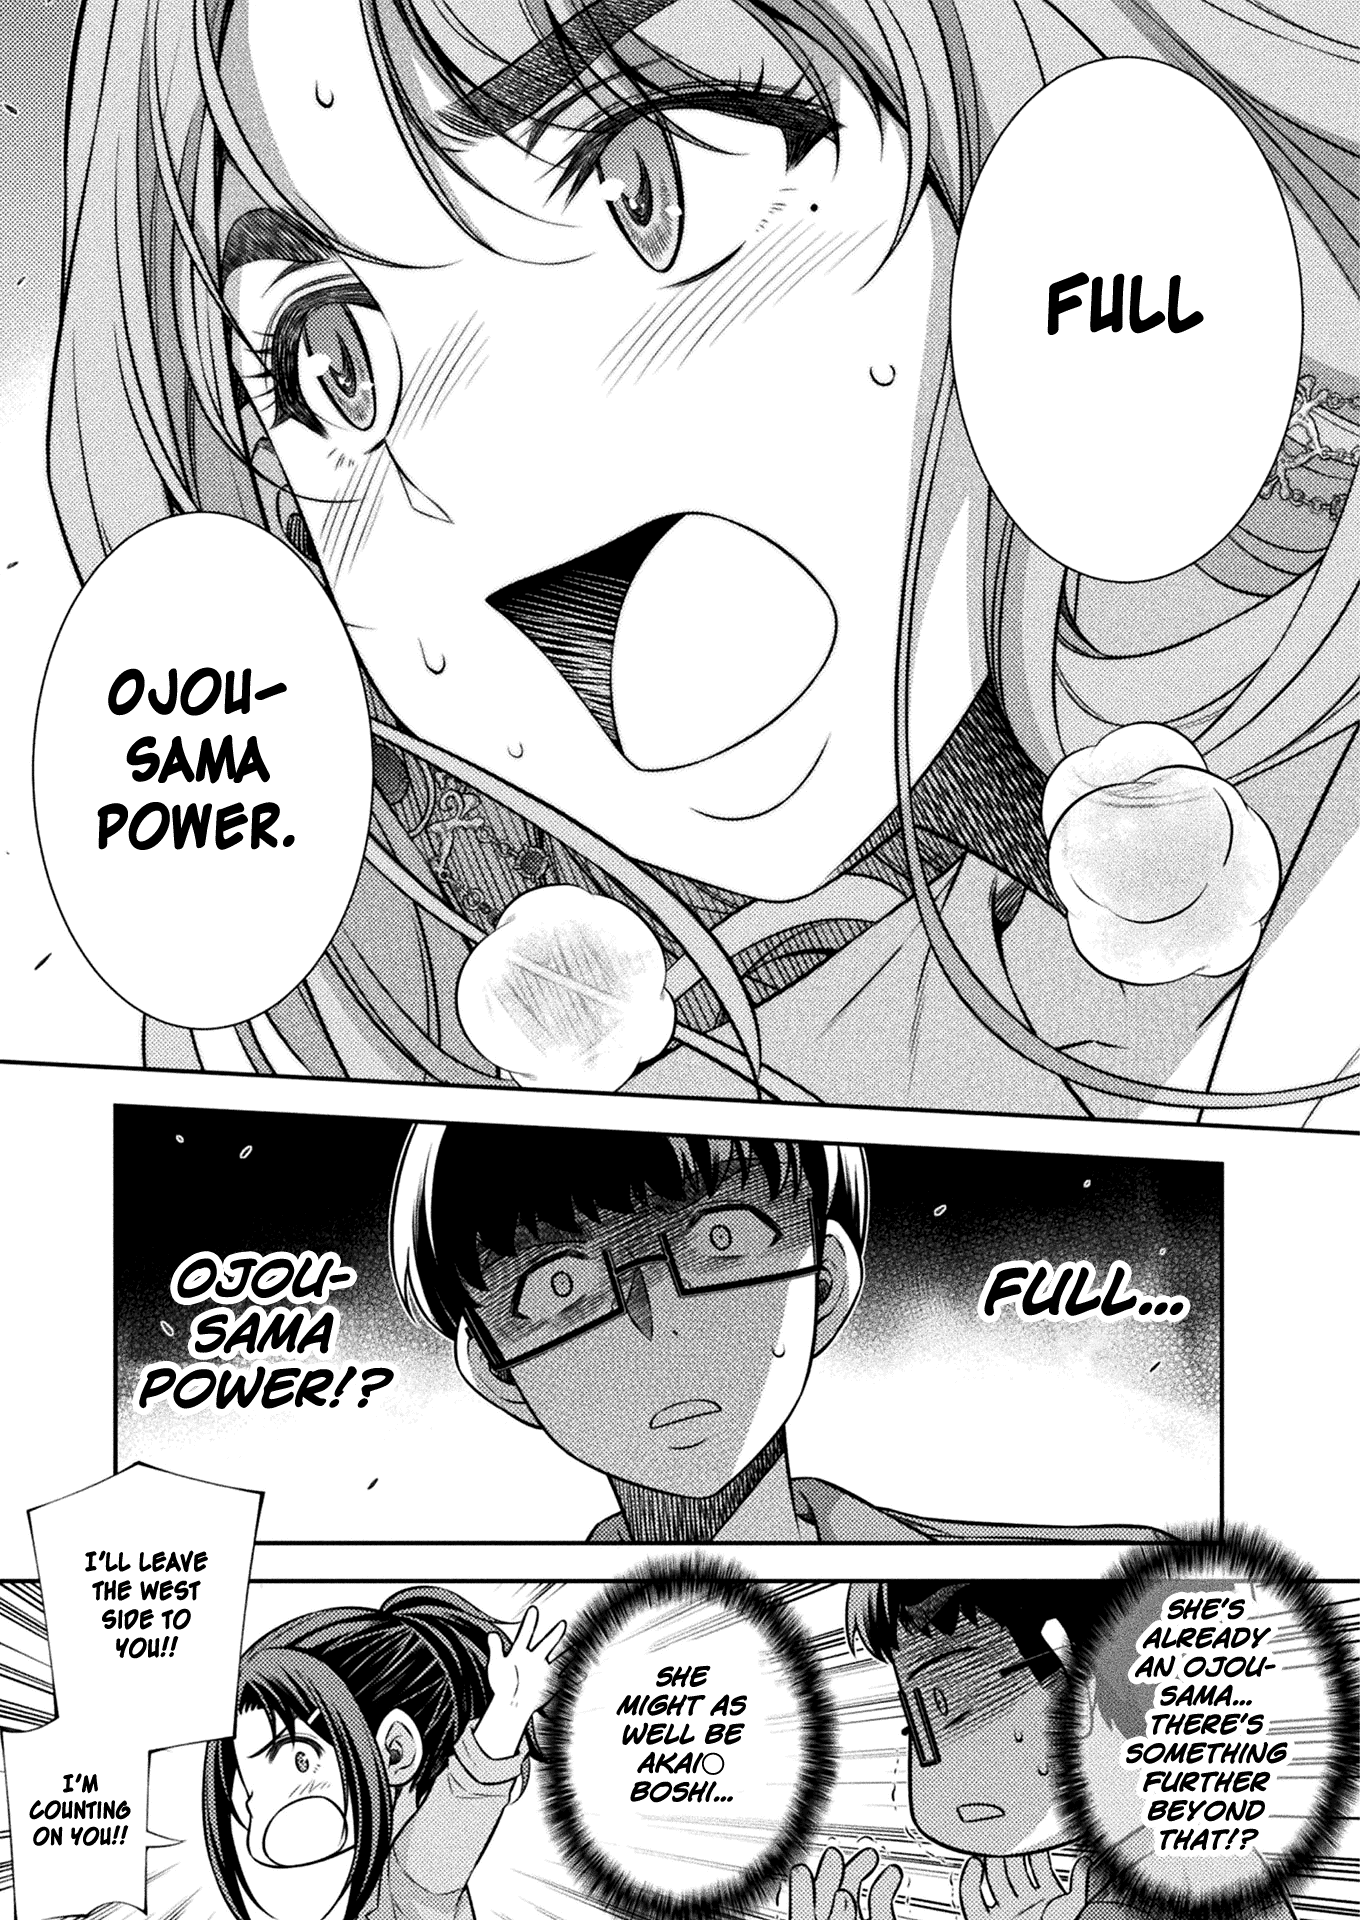 FULL
OJOU-
SAMA
POWER.
FULL...
OJOU-
SAMA
POWER!?
SHE'S
ALREADY
AN OJOU-
SAMA...
THERE'S
SOMETHING
FURTHER
BEYOND
THAT!?
SHE
MIGHT AS
WELL BE
AKAI○
BOSHI...
I'LL LEAVE
THE WEST
SIDE TO
YOU!!
I'M
COUNTING
ON YOU!!